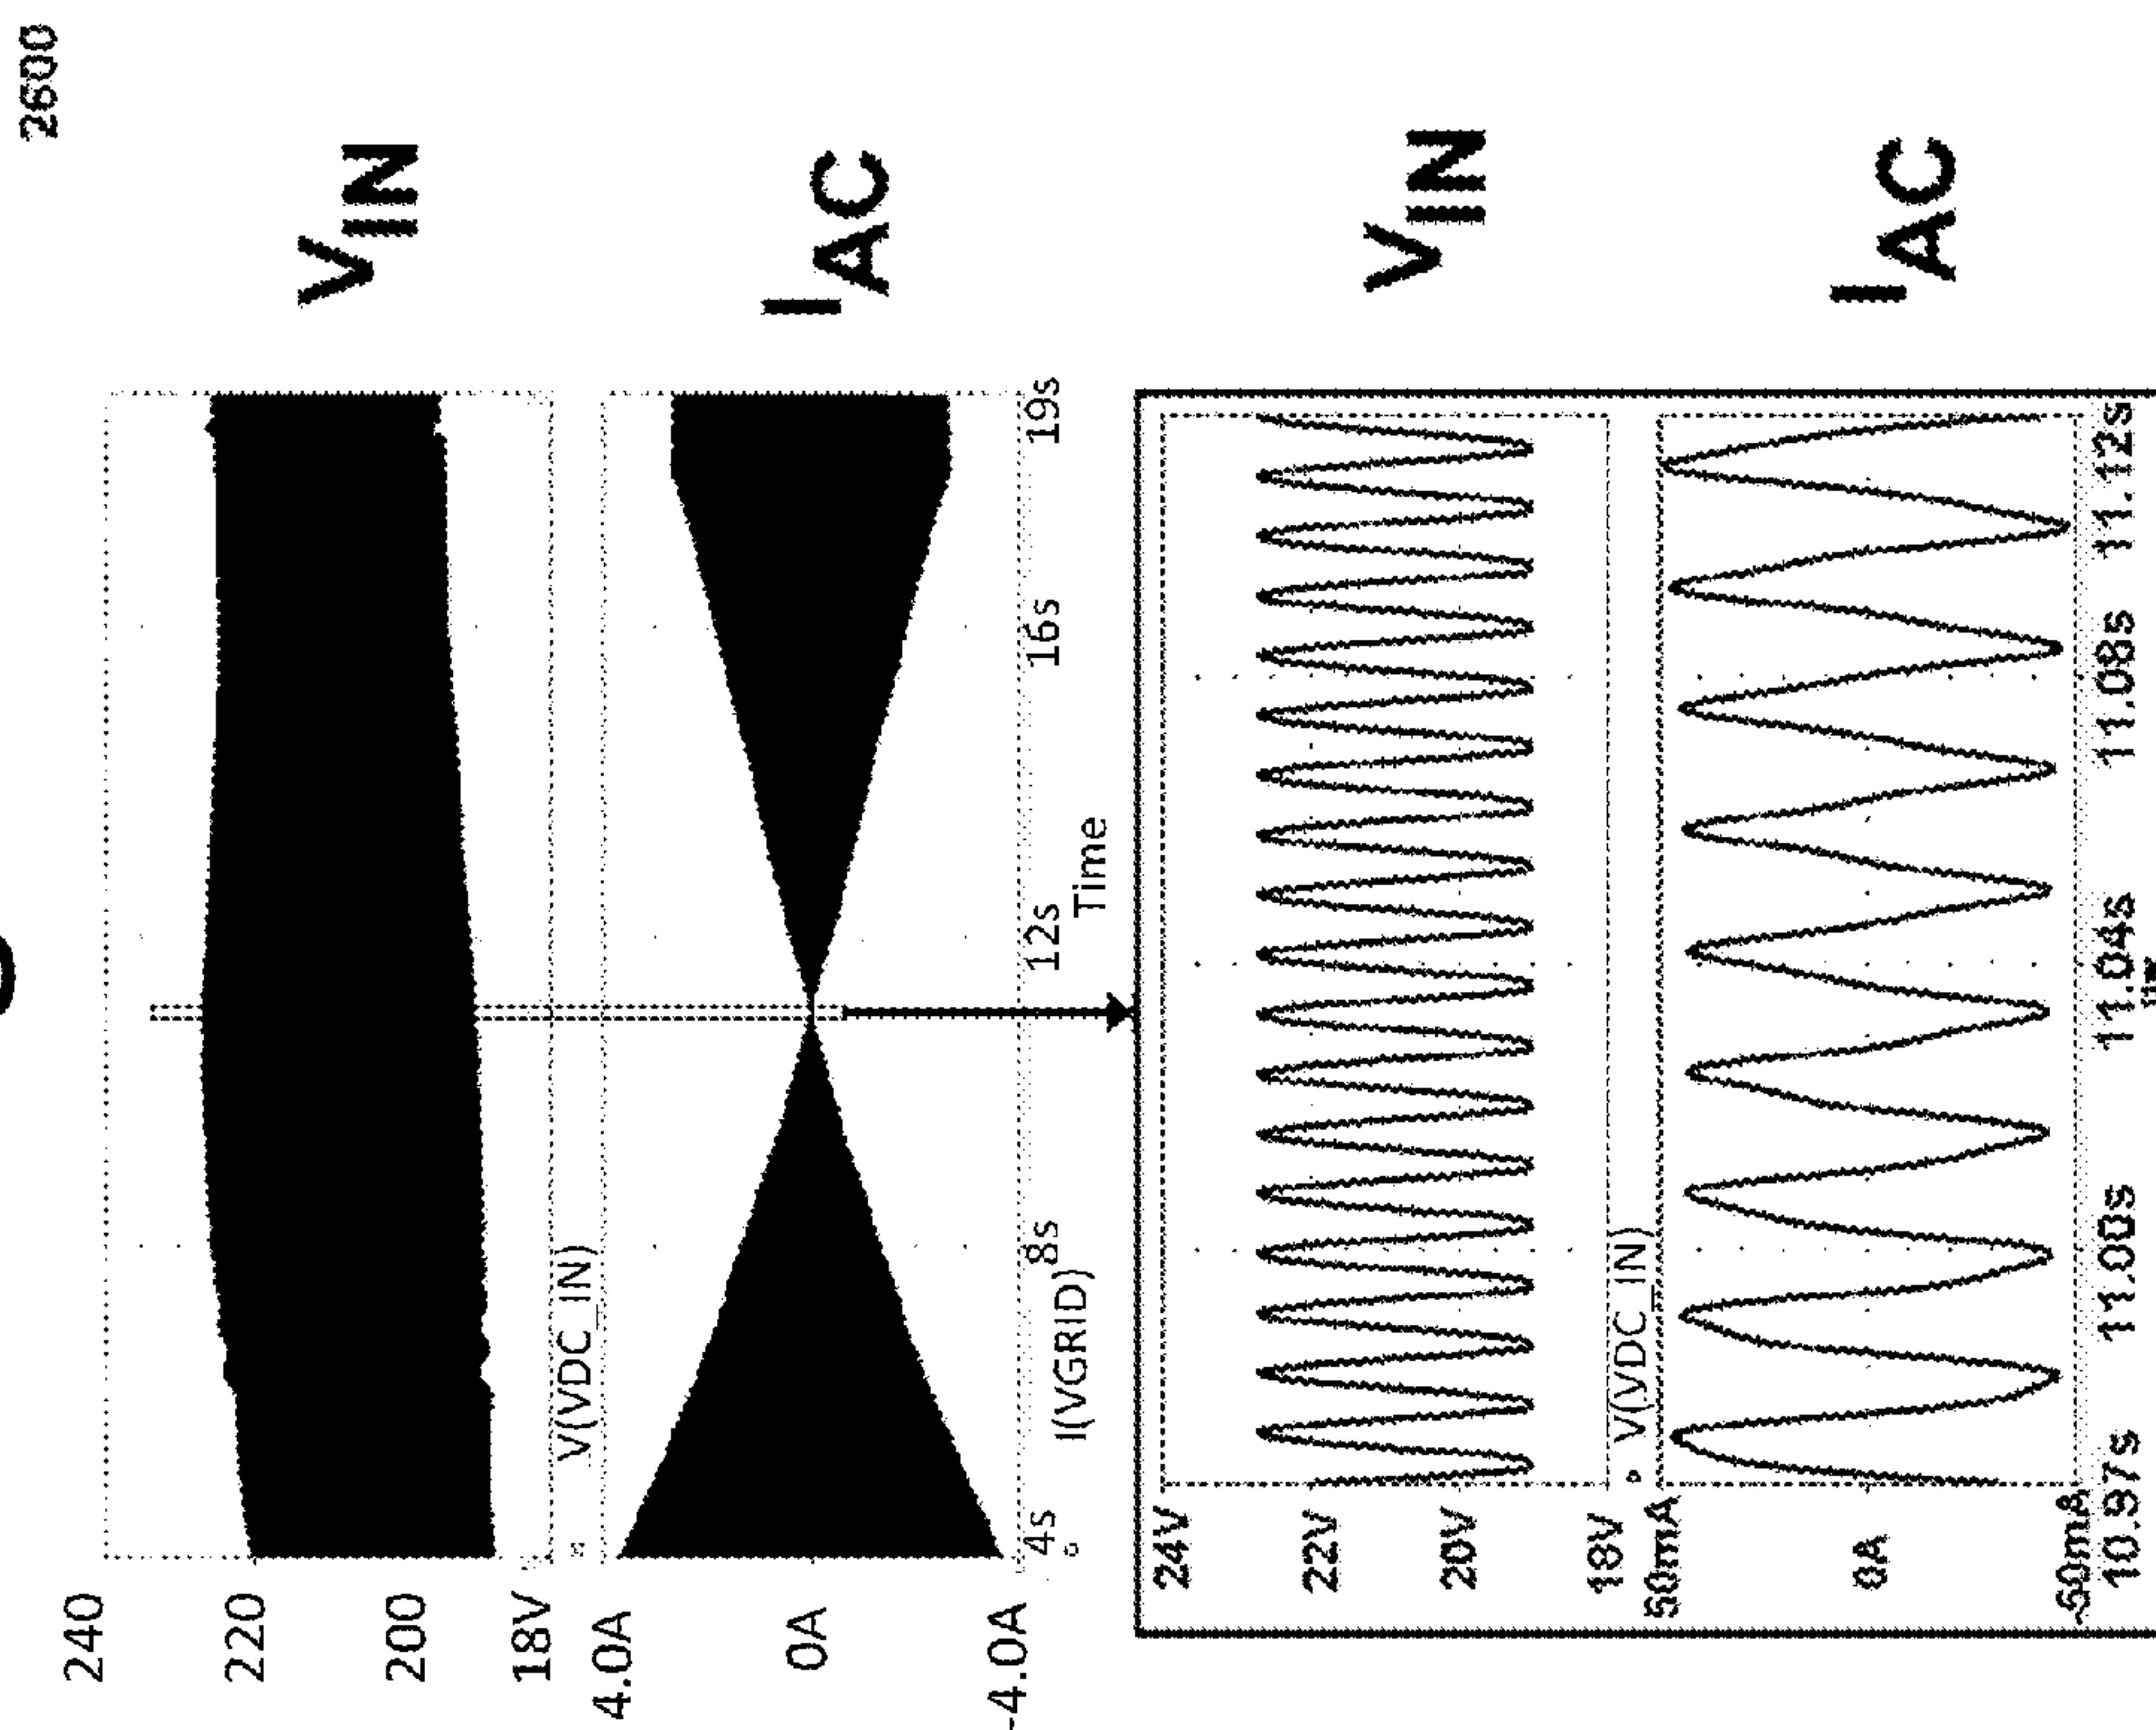 2600
240
220
200
18V
V(VDC_IN)
VIN
4.0A
0A
-4.0A
IAC
4s
8s
12s
16s
19s
I(VGRID)
Time
24V
22V
20V
18V
V(VDC_IN)
VIN
50mA
0A
-50mA
IAC
10.97s
11.00s
11.04s
11.08s
11.12s